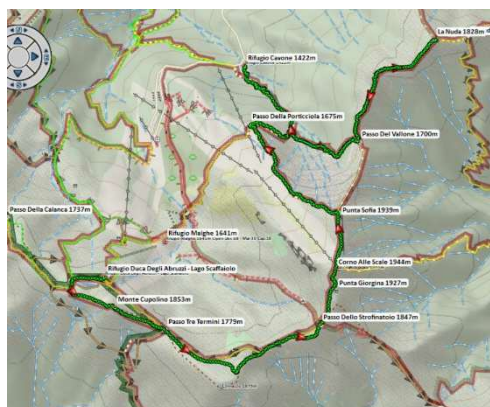 La Nuda 1828m
Rifugio Cavone 1422m
Passo Della Porticciola 1675m
Passo Del Vallone 1700m
Passo Della Calanca 1737m
Punta Sofia 1939m
Rifugio Maighe 1641m
Corno Alle Scale 1944m
Rifugio Duca Degli Abruzzi - Lago Scaffaiolo
Punta Giorgina 1927m
Monte Cupolino 1853m
Passo Dello Strofinatoio 1847m
Passo Tre Termini 1779m